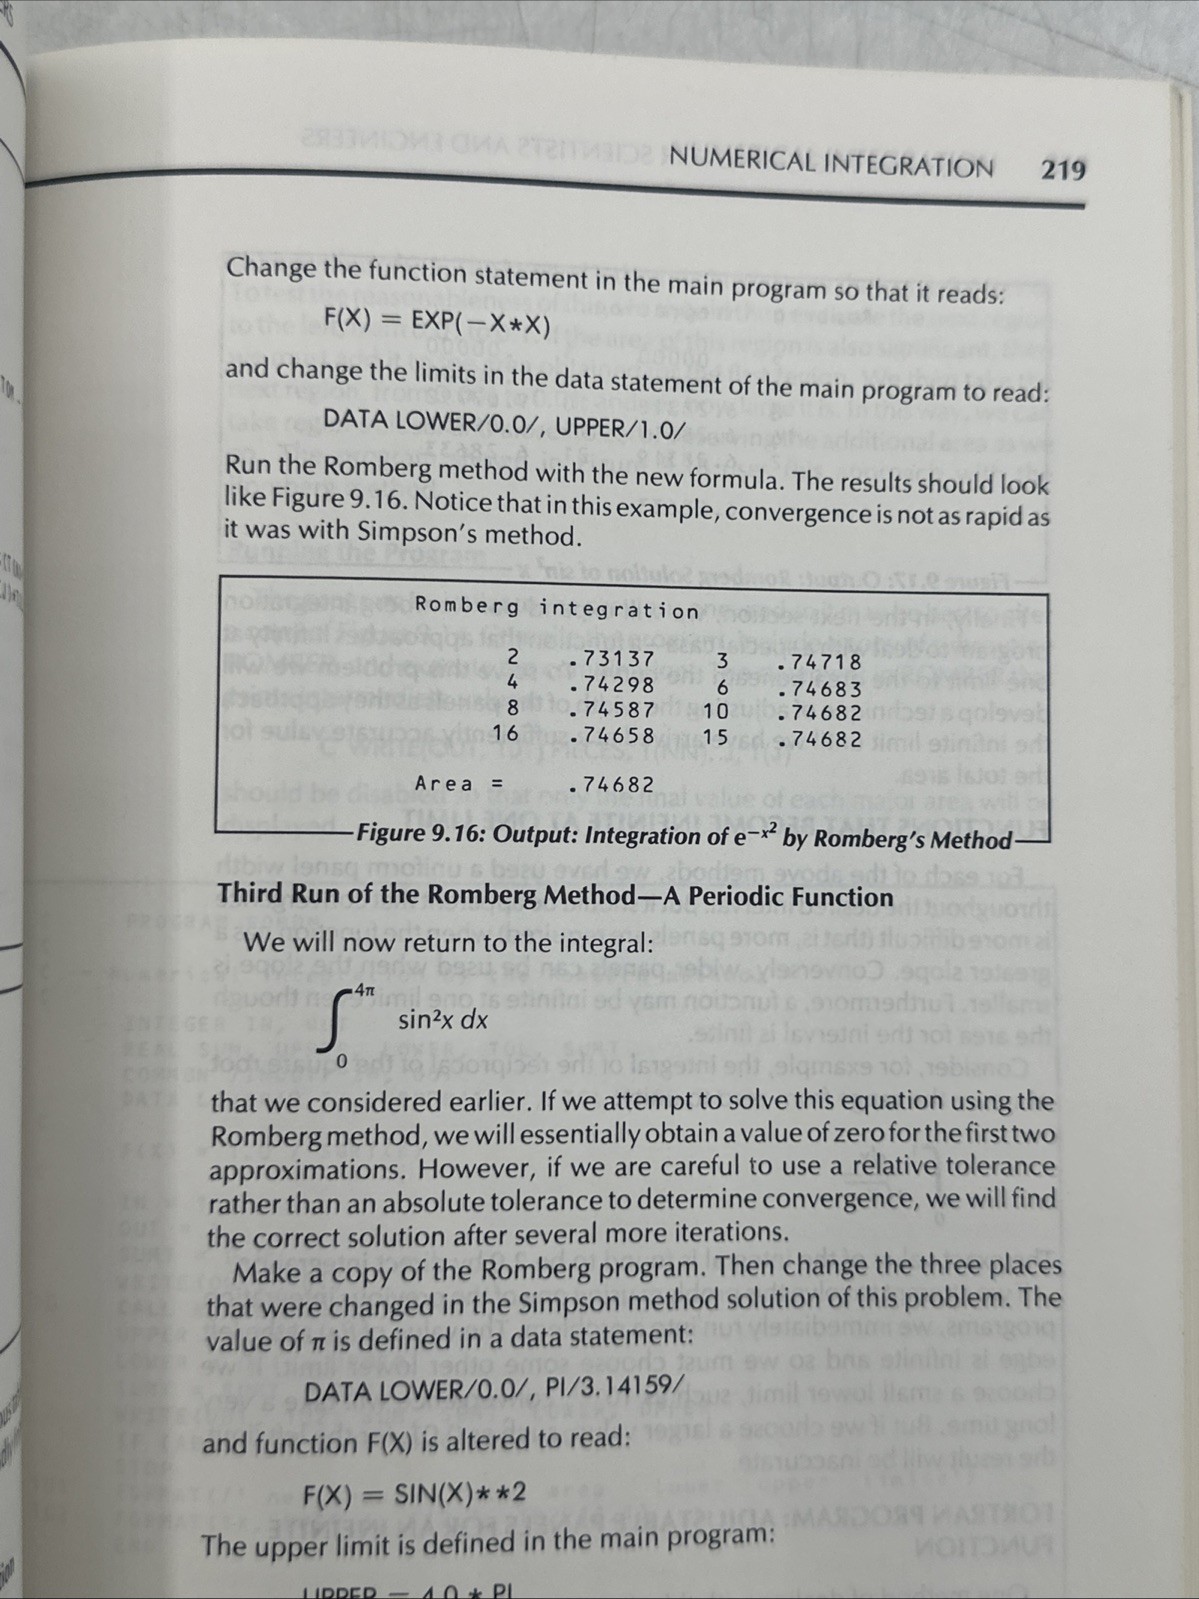 NUMERICAL INTEGRATION 219
Change the function statement in the main program so that it reads:
F(X) = EXP(−X∗X)
and change the limits in the data statement of the main program to read:
DATA LOWER/0.0/, UPPER/1.0/
Run the Romberg method with the new formula. The results should look
like Figure 9.16. Notice that in this example, convergence is not as rapid as
it was with Simpson's method.
Romberg integration
2 .73137 3 .74718
4 .74298 6 .74683
8 .74587 10 .74682
16 .74658 15 .74682
Area = .74682
Figure 9.16: Output: Integration of e−x² by Romberg's Method
Third Run of the Romberg Method—A Periodic Function
We will now return to the integral:
∫₀⁴π sin²x dx
that we considered earlier. If we attempt to solve this equation using the
Romberg method, we will essentially obtain a value of zero for the first two
approximations. However, if we are careful to use a relative tolerance
rather than an absolute tolerance to determine convergence, we will find
the correct solution after several more iterations.
Make a copy of the Romberg program. Then change the three places
that were changed in the Simpson method solution of this problem. The
value of π is defined in a data statement:
DATA LOWER/0.0/, PI/3.14159/
and function F(X) is altered to read:
F(X) = SIN(X)∗∗2
The upper limit is defined in the main program:
UPPER = 4.0 ∗ PI